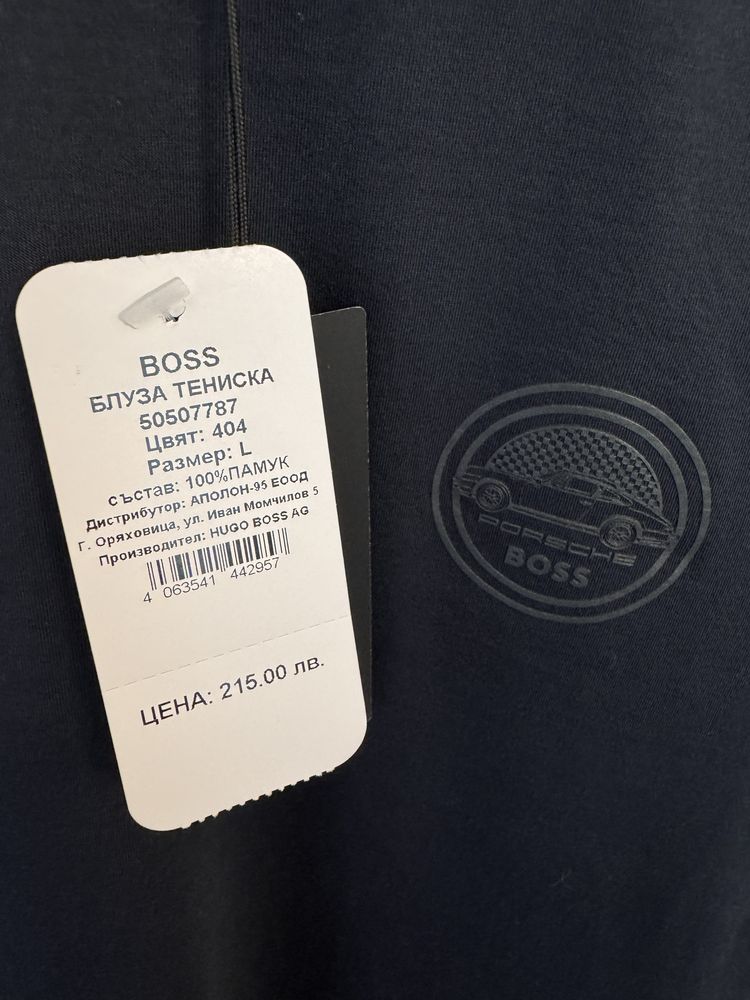 BOSS
БЛУЗА ТЕНИСКА
50507787
Цвят: 404
Размер: L
състав: 100%ПАМУК
Дистрибутор: АПОЛОН-95 ЕООД
Г. Оряховица, ул. Иван Момчилов 5
Производител: HUGO BOSS AG
4 063541 442957
ЦЕНА: 215.00 лв.
PORSCHE
BOSS